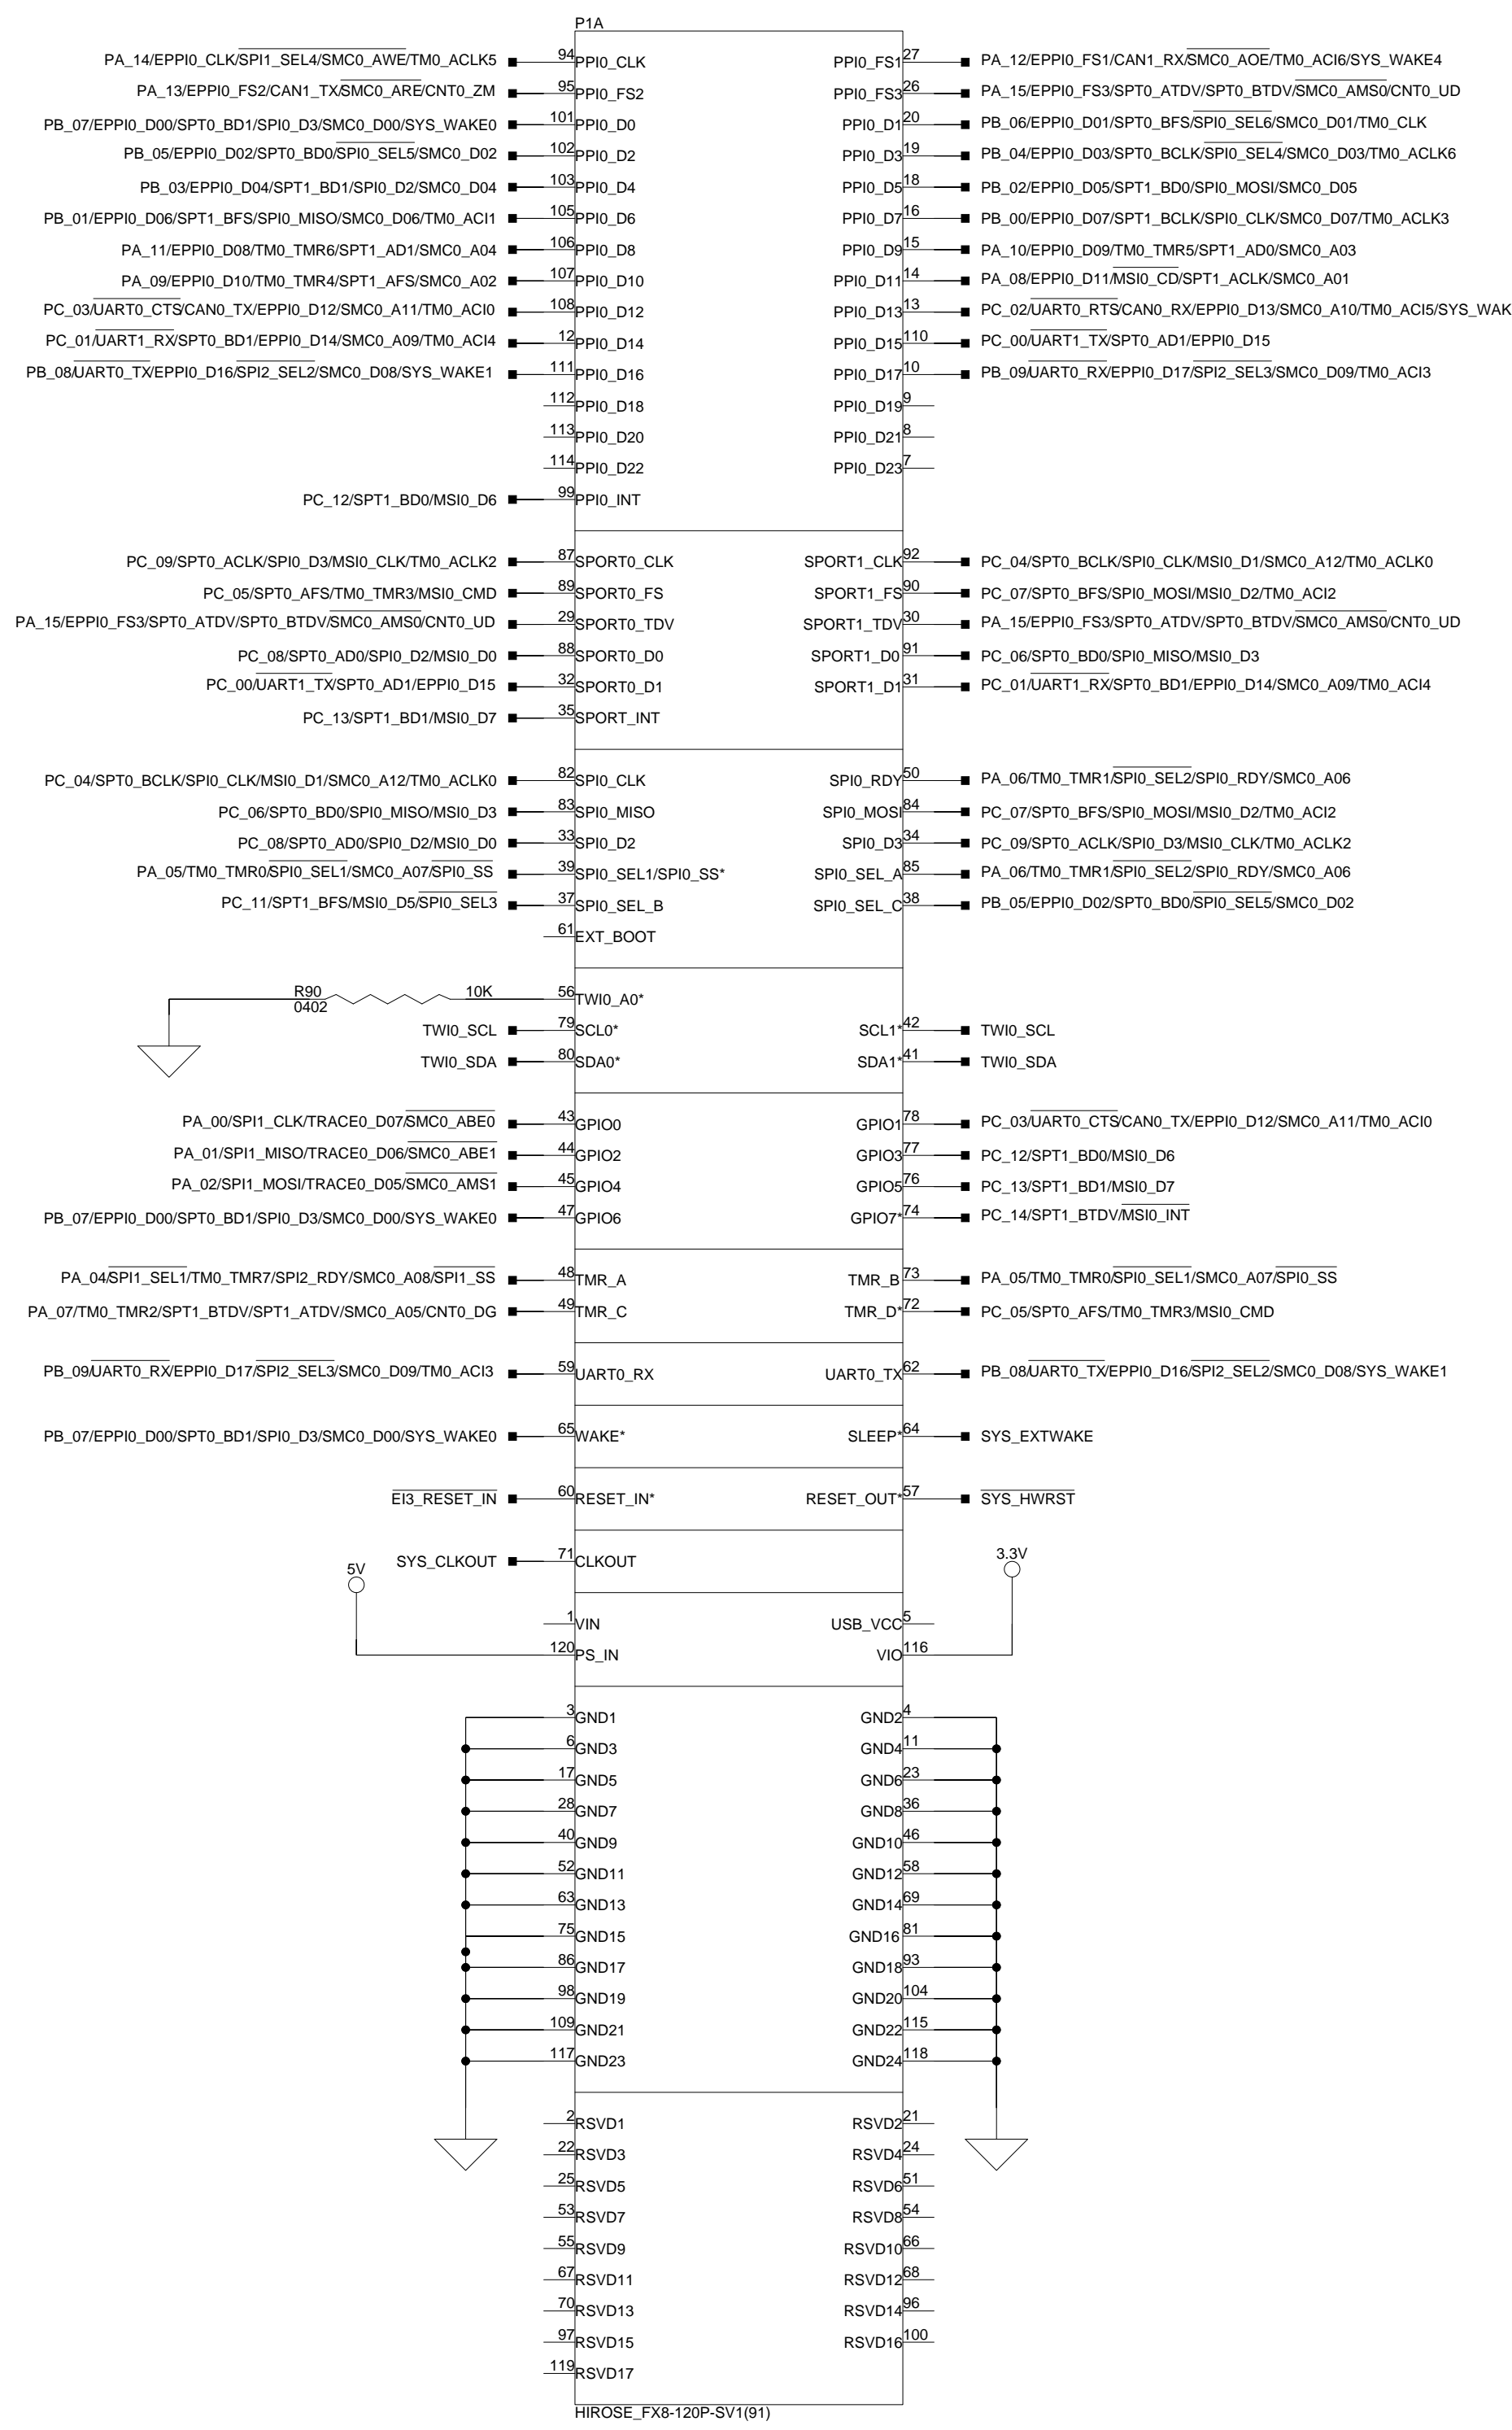 P1A
PA_14/EPPI0_CLK/SPI1_SEL4/SMC0_AWE/TM0_ACLK5 94 PPI0_CLK PPI0_FS1 27 PA_12/EPPI0_FS1/CAN1_RX/SMC0_AOE/TM0_ACI6/SYS_WAKE4
PA_13/EPPI0_FS2/CAN1_TX/SMC0_ARE/CNT0_ZM 95 PPI0_FS2 PPI0_FS3 26 PA_15/EPPI0_FS3/SPT0_ATDV/SPT0_BTDV/SMC0_AMS0/CNT0_UD
PB_07/EPPI0_D00/SPT0_BD1/SPI0_D3/SMC0_D00/SYS_WAKE0 101 PPI0_D0 PPI0_D1 20 PB_06/EPPI0_D01/SPT0_BFS/SPI0_SEL6/SMC0_D01/TM0_CLK
PB_05/EPPI0_D02/SPT0_BD0/SPI0_SEL5/SMC0_D02 102 PPI0_D2 PPI0_D3 19 PB_04/EPPI0_D03/SPT0_BCLK/SPI0_SEL4/SMC0_D03/TM0_ACLK6
PB_03/EPPI0_D04/SPT1_BD1/SPI0_D2/SMC0_D04 103 PPI0_D4 PPI0_D5 18 PB_02/EPPI0_D05/SPT1_BD0/SPI0_MOSI/SMC0_D05
PB_01/EPPI0_D06/SPT1_BFS/SPI0_MISO/SMC0_D06/TM0_ACI1 105 PPI0_D6 PPI0_D7 16 PB_00/EPPI0_D07/SPT1_BCLK/SPI0_CLK/SMC0_D07/TM0_ACLK3
PA_11/EPPI0_D08/TM0_TMR6/SPT1_AD1/SMC0_A04 106 PPI0_D8 PPI0_D9 15 PA_10/EPPI0_D09/TM0_TMR5/SPT1_AD0/SMC0_A03
PA_09/EPPI0_D10/TM0_TMR4/SPT1_AFS/SMC0_A02 107 PPI0_D10 PPI0_D11 14 PA_08/EPPI0_D11/MSI0_CD/SPT1_ACLK/SMC0_A01
PC_03/UART0_CTS/CAN0_TX/EPPI0_D12/SMC0_A11/TM0_ACI0 108 PPI0_D12 PPI0_D13 13 PC_02/UART0_RTS/CAN0_RX/EPPI0_D13/SMC0_A10/TM0_ACI5/SYS_WAK
PC_01/UART1_RX/SPT0_BD1/EPPI0_D14/SMC0_A09/TM0_ACI4 12 PPI0_D14 PPI0_D15 110 PC_00/UART1_TX/SPT0_AD1/EPPI0_D15
PB_08/UART0_TX/EPPI0_D16/SPI2_SEL2/SMC0_D08/SYS_WAKE1 111 PPI0_D16 PPI0_D17 10 PB_09/UART0_RX/EPPI0_D17/SPI2_SEL3/SMC0_D09/TM0_ACI3
112 PPI0_D18 PPI0_D19 9
113 PPI0_D20 PPI0_D21 8
114 PPI0_D22 PPI0_D23 7
PC_12/SPT1_BD0/MSI0_D6 99 PPI0_INT
PC_09/SPT0_ACLK/SPI0_D3/MSI0_CLK/TM0_ACLK2 87 SPORT0_CLK SPORT1_CLK 92 PC_04/SPT0_BCLK/SPI0_CLK/MSI0_D1/SMC0_A12/TM0_ACLK0
PC_05/SPT0_AFS/TM0_TMR3/MSI0_CMD 89 SPORT0_FS SPORT1_FS 90 PC_07/SPT0_BFS/SPI0_MOSI/MSI0_D2/TM0_ACI2
PA_15/EPPI0_FS3/SPT0_ATDV/SPT0_BTDV/SMC0_AMS0/CNT0_UD 29 SPORT0_TDV SPORT1_TDV 30 PA_15/EPPI0_FS3/SPT0_ATDV/SPT0_BTDV/SMC0_AMS0/CNT0_UD
PC_08/SPT0_AD0/SPI0_D2/MSI0_D0 88 SPORT0_D0 SPORT1_D0 91 PC_06/SPT0_BD0/SPI0_MISO/MSI0_D3
PC_00/UART1_TX/SPT0_AD1/EPPI0_D15 32 SPORT0_D1 SPORT1_D1 31 PC_01/UART1_RX/SPT0_BD1/EPPI0_D14/SMC0_A09/TM0_ACI4
PC_13/SPT1_BD1/MSI0_D7 35 SPORT_INT
PC_04/SPT0_BCLK/SPI0_CLK/MSI0_D1/SMC0_A12/TM0_ACLK0 82 SPI0_CLK SPI0_RDY 50 PA_06/TM0_TMR1/SPI0_SEL2/SPI0_RDY/SMC0_A06
PC_06/SPT0_BD0/SPI0_MISO/MSI0_D3 83 SPI0_MISO SPI0_MOSI 84 PC_07/SPT0_BFS/SPI0_MOSI/MSI0_D2/TM0_ACI2
PC_08/SPT0_AD0/SPI0_D2/MSI0_D0 33 SPI0_D2 SPI0_D3 34 PC_09/SPT0_ACLK/SPI0_D3/MSI0_CLK/TM0_ACLK2
PA_05/TM0_TMR0/SPI0_SEL1/SMC0_A07/SPI0_SS 39 SPI0_SEL1/SPI0_SS* SPI0_SEL_A 85 PA_06/TM0_TMR1/SPI0_SEL2/SPI0_RDY/SMC0_A06
PC_11/SPT1_BFS/MSI0_D5/SPI0_SEL3 37 SPI0_SEL_B SPI0_SEL_C 38 PB_05/EPPI0_D02/SPT0_BD0/SPI0_SEL5/SMC0_D02
61 EXT_BOOT
R90 10K 56 TWI0_A0*
0402
TWI0_SCL 79 SCL0* SCL1* 42 TWI0_SCL
TWI0_SDA 80 SDA0* SDA1* 41 TWI0_SDA
PA_00/SPI1_CLK/TRACE0_D07/SMC0_ABE0 43 GPIO0 GPIO1 78 PC_03/UART0_CTS/CAN0_TX/EPPI0_D12/SMC0_A11/TM0_ACI0
PA_01/SPI1_MISO/TRACE0_D06/SMC0_ABE1 44 GPIO2 GPIO3 77 PC_12/SPT1_BD0/MSI0_D6
PA_02/SPI1_MOSI/TRACE0_D05/SMC0_AMS1 45 GPIO4 GPIO5 76 PC_13/SPT1_BD1/MSI0_D7
PB_07/EPPI0_D00/SPT0_BD1/SPI0_D3/SMC0_D00/SYS_WAKE0 47 GPIO6 GPIO7* 74 PC_14/SPT1_BTDV/MSI0_INT
PA_04/SPI1_SEL1/TM0_TMR7/SPI2_RDY/SMC0_A08/SPI1_SS 48 TMR_A TMR_B 73 PA_05/TM0_TMR0/SPI0_SEL1/SMC0_A07/SPI0_SS
PA_07/TM0_TMR2/SPT1_BTDV/SPT1_ATDV/SMC0_A05/CNT0_DG 49 TMR_C TMR_D* 72 PC_05/SPT0_AFS/TM0_TMR3/MSI0_CMD
PB_09/UART0_RX/EPPI0_D17/SPI2_SEL3/SMC0_D09/TM0_ACI3 59 UART0_RX UART0_TX 62 PB_08/UART0_TX/EPPI0_D16/SPI2_SEL2/SMC0_D08/SYS_WAKE1
PB_07/EPPI0_D00/SPT0_BD1/SPI0_D3/SMC0_D00/SYS_WAKE0 65 WAKE* SLEEP* 64 SYS_EXTWAKE
EI3_RESET_IN 60 RESET_IN* RESET_OUT* 57 SYS_HWRST
SYS_CLKOUT 71 CLKOUT
5V 3.3V
1 VIN USB_VCC 5
120 PS_IN VIO 116
3 GND1 GND2 4
6 GND3 GND4 11
17 GND5 GND6 23
28 GND7 GND8 36
40 GND9 GND10 46
52 GND11 GND12 58
63 GND13 GND14 69
75 GND15 GND16 81
86 GND17 GND18 93
98 GND19 GND20 104
109 GND21 GND22 115
117 GND23 GND24 118
2 RSVD1 RSVD2 21
22 RSVD3 RSVD4 24
25 RSVD5 RSVD6 51
53 RSVD7 RSVD8 54
55 RSVD9 RSVD10 66
67 RSVD11 RSVD12 68
70 RSVD13 RSVD14 96
97 RSVD15 RSVD16 100
119 RSVD17
HIROSE_FX8-120P-SV1(91)